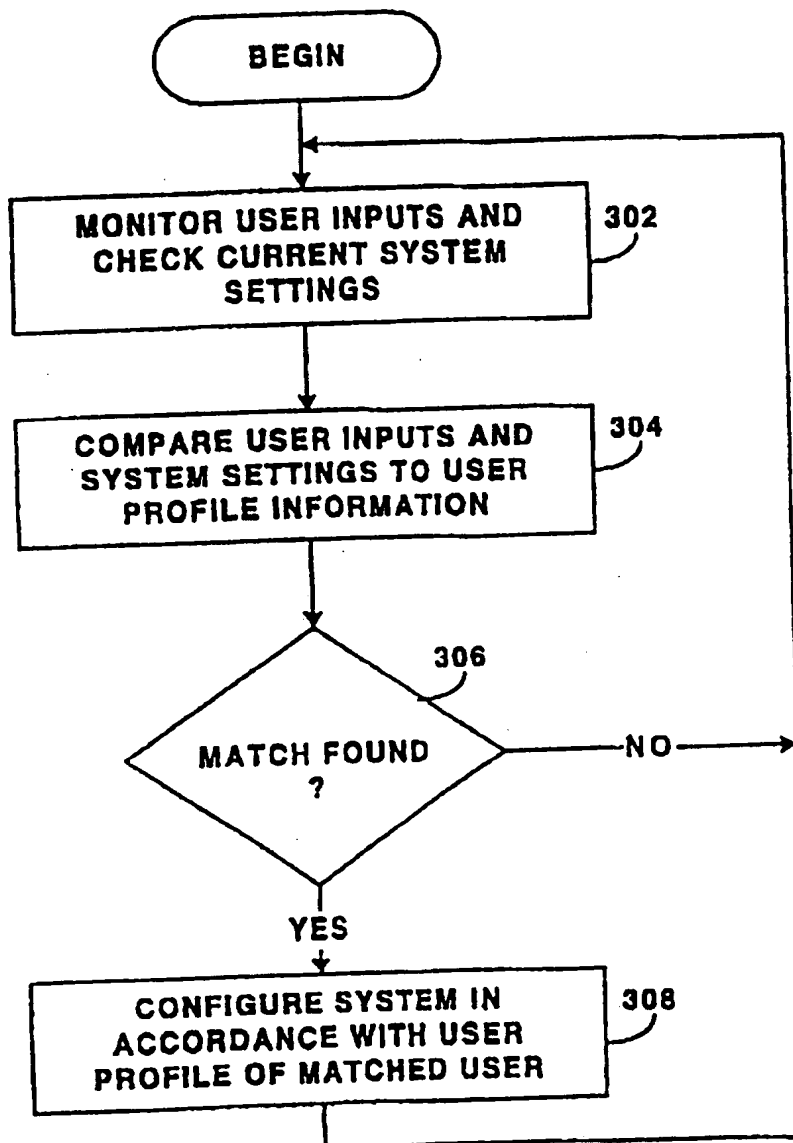 BEGIN
MONITOR USER INPUTS AND
CHECK CURRENT SYSTEM
SETTINGS
302
COMPARE USER INPUTS AND
SYSTEM SETTINGS TO USER
PROFILE INFORMATION
304
306
MATCH FOUND
?
NO
YES
CONFIGURE SYSTEM IN
ACCORDANCE WITH USER
PROFILE OF MATCHED USER
308